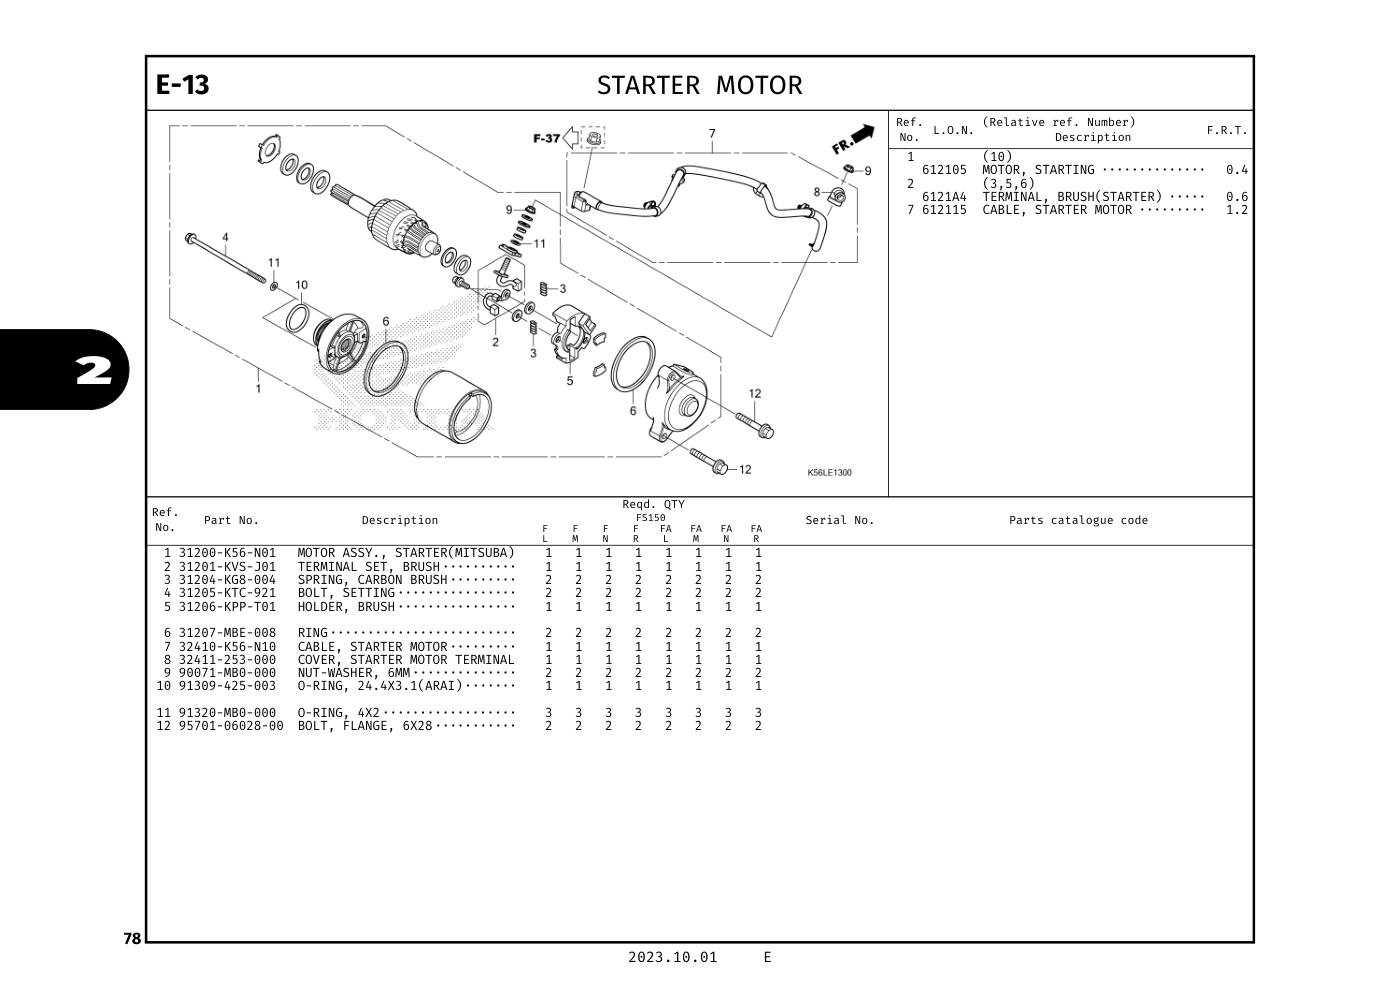 E-13
STARTER MOTOR
F-37
7
FR.
9
8
9
11
4
11
10
3
6
2
3
5
6
1
12
12
HONDA
K56LE1300
Ref. No. L.O.N. (Relative ref. Number) Description F.R.T.
1 (10)
612105 MOTOR, STARTING ·············· 0.4
2 (3,5,6)
6121A4 TERMINAL, BRUSH(STARTER) ····· 0.6
7 612115 CABLE, STARTER MOTOR ········· 1.2
2
Reqd. QTY
FS150
Ref. No. Part No. Description F L F M F N F R FA L FA M FA N FA R Serial No. Parts catalogue code
1 31200-K56-N01 MOTOR ASSY., STARTER(MITSUBA) 1 1 1 1 1 1 1 1
2 31201-KVS-J01 TERMINAL SET, BRUSH·········· 1 1 1 1 1 1 1 1
3 31204-KG8-004 SPRING, CARBON BRUSH········· 2 2 2 2 2 2 2 2
4 31205-KTC-921 BOLT, SETTING················ 2 2 2 2 2 2 2 2
5 31206-KPP-T01 HOLDER, BRUSH················ 1 1 1 1 1 1 1 1
6 31207-MBE-008 RING························· 2 2 2 2 2 2 2 2
7 32410-K56-N10 CABLE, STARTER MOTOR········· 1 1 1 1 1 1 1 1
8 32411-253-000 COVER, STARTER MOTOR TERMINAL 1 1 1 1 1 1 1 1
9 90071-MB0-000 NUT-WASHER, 6MM·············· 2 2 2 2 2 2 2 2
10 91309-425-003 O-RING, 24.4X3.1(ARAI)······· 1 1 1 1 1 1 1 1
11 91320-MB0-000 O-RING, 4X2·················· 3 3 3 3 3 3 3 3
12 95701-06028-00 BOLT, FLANGE, 6X28··········· 2 2 2 2 2 2 2 2
78
2023.10.01 E